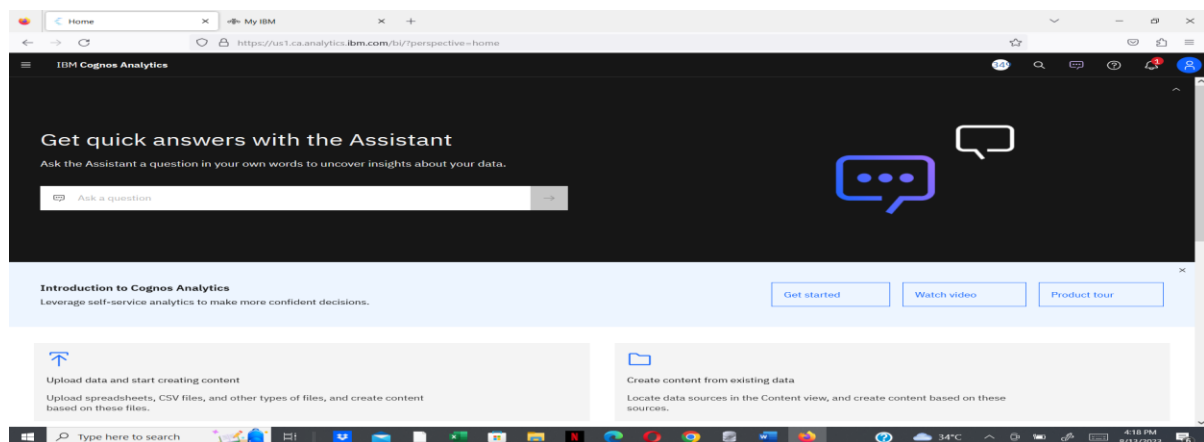 Home
My IBM
https://us1.ca.analytics.ibm.com/bi/?perspective=home
IBM Cognos Analytics
1
Get quick answers with the Assistant
Ask the Assistant a question in your own words to uncover insights about your data.
Ask a question
Introduction to Cognos Analytics
Leverage self-service analytics to make more confident decisions.
Get started
Watch video
Product tour
Upload data and start creating content
Upload spreadsheets, CSV files, and other types of files, and create content
based on these files.
Create content from existing data
Locate data sources in the Content view, and create content based on these
sources.
Type here to search
34°C
4:18 PM